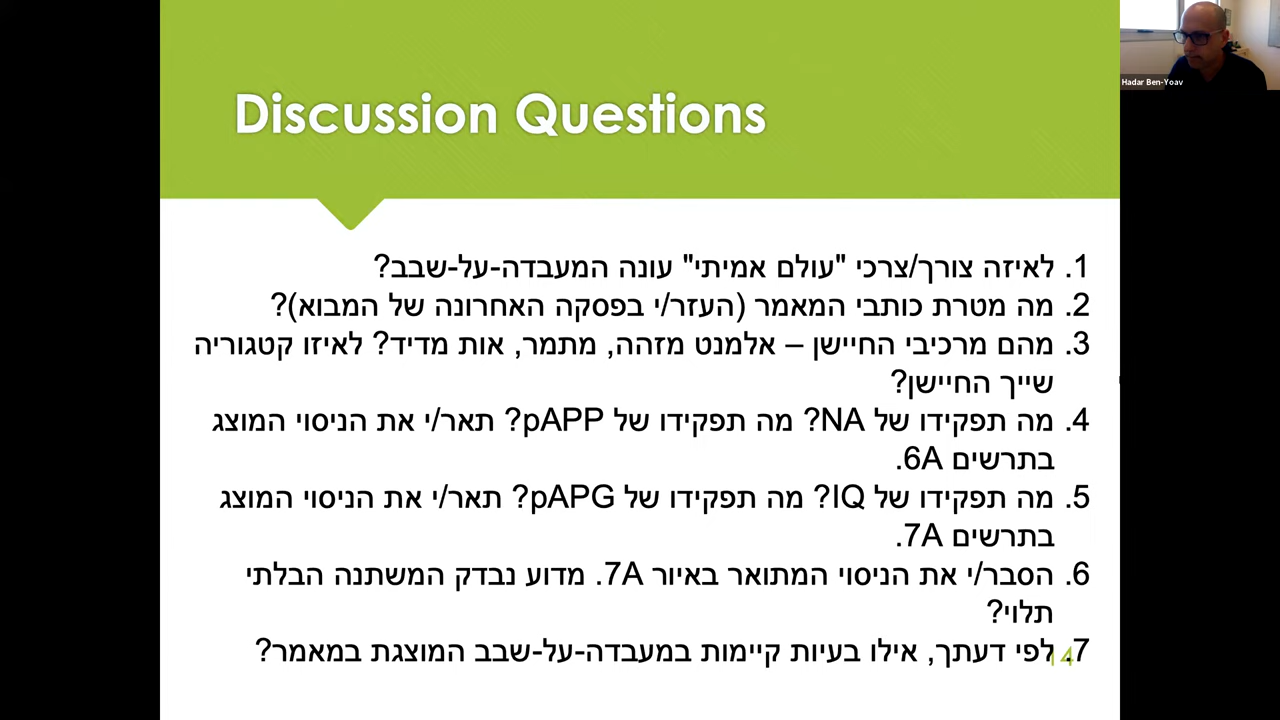 Hadar Ben-Yoav
Discussion Questions
1. לאיזה צורך/צרכי "עולם אמיתי" עונה המעבדה-על-שבב?
2. מה מטרת כותבי המאמר (העזר/י בפסקה האחרונה של המבוא)?
3. מהם מרכיבי החיישן – אלמנט מזהה, מתמר, אות מדיד? לאיזו קטגוריה
שייך החיישן?
4. מה תפקידו של NA? מה תפקידו של pAPP? תאר/י את הניסוי המוצג
בתרשים 6A.
5. מה תפקידו של IQ? מה תפקידו של pAPG? תאר/י את הניסוי המוצג
בתרשים 7A.
6. הסבר/י את הניסוי המתואר באיור 7A. מדוע נבדק המשתנה הבלתי
תלוי?
7. לפי דעתך, אילו בעיות קיימות במעבדה-על-שבב המוצגת במאמר?
14